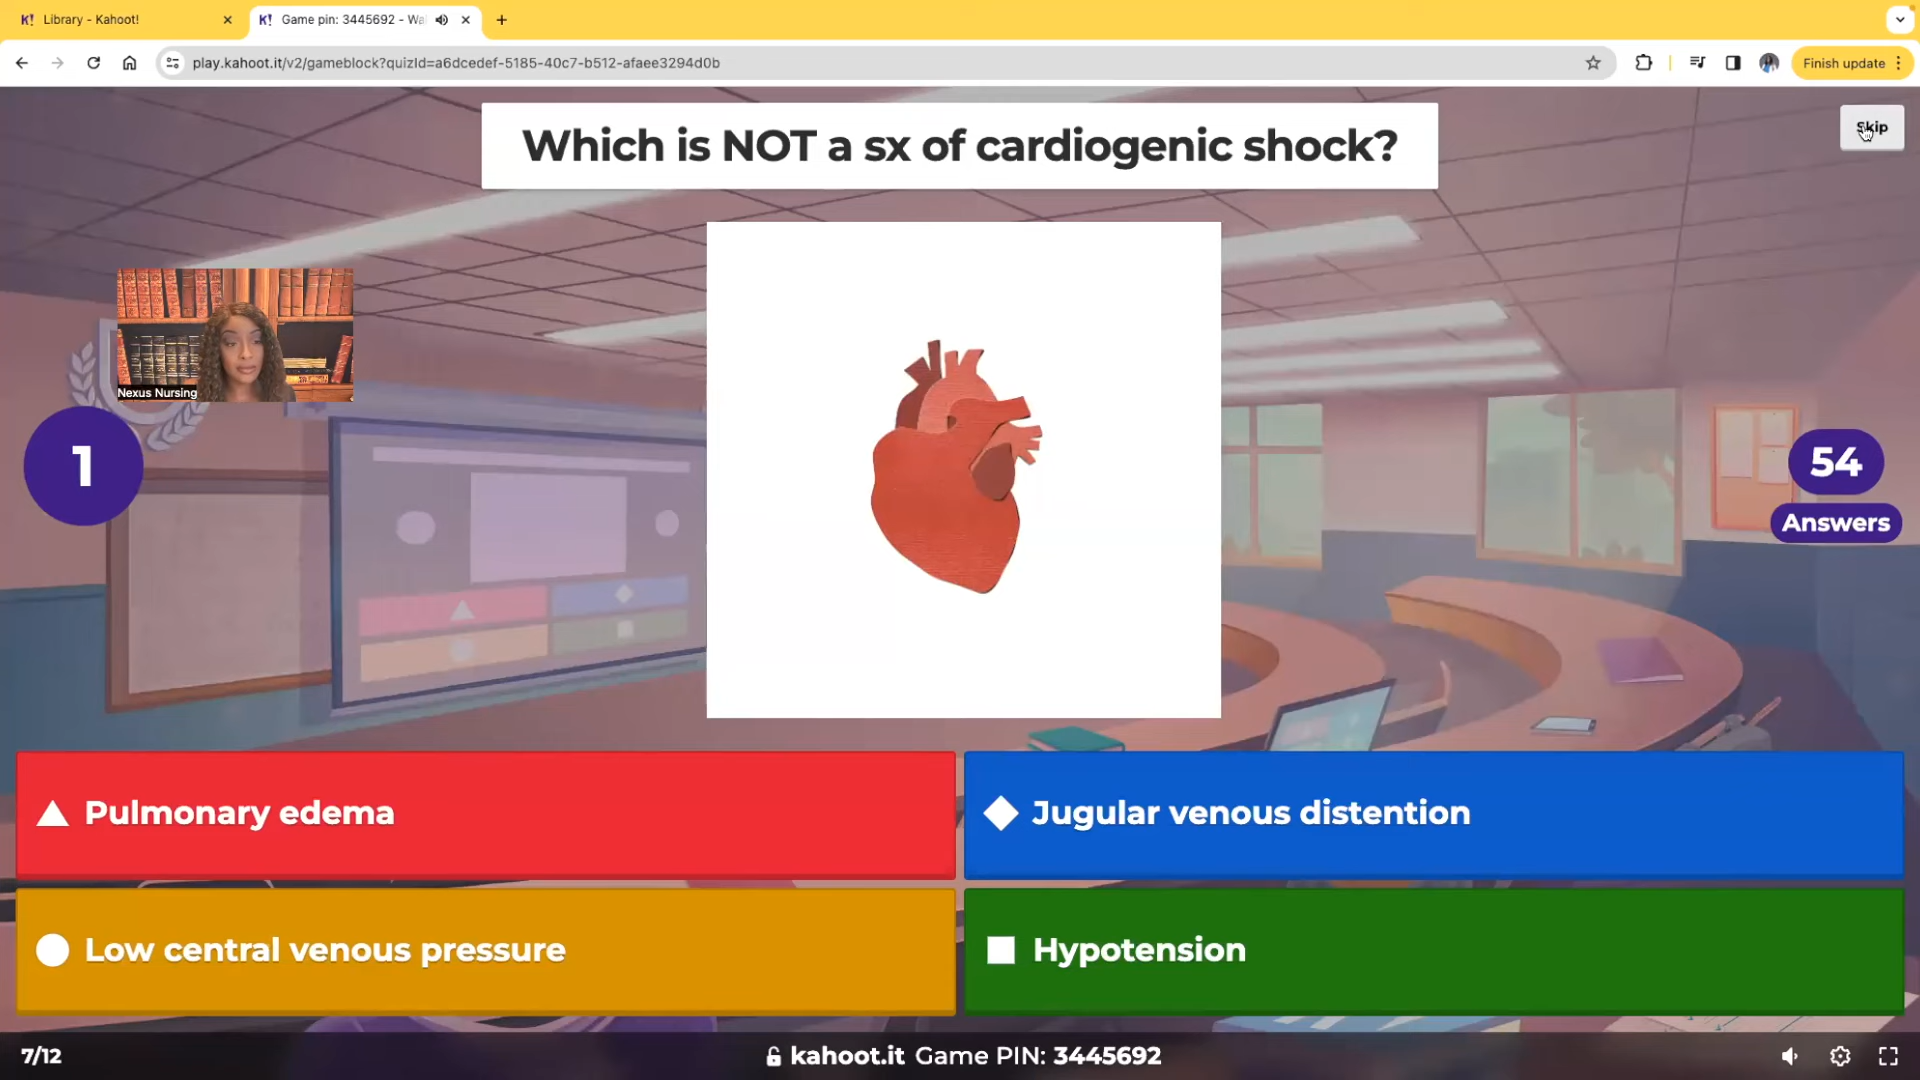 Library - Kahoot!
Game pin: 3445692 - Wai
play.kahoot.it/v2/gameblock?quizId=a6dcedef-5185-40c7-b512-afaee3294d0b
Finish update
Which is NOT a sx of cardiogenic shock?
Skip
Nexus Nursing
1
54
Answers
Pulmonary edema
Jugular venous distention
Low central venous pressure
Hypotension
7/12
kahoot.it Game PIN: 3445692